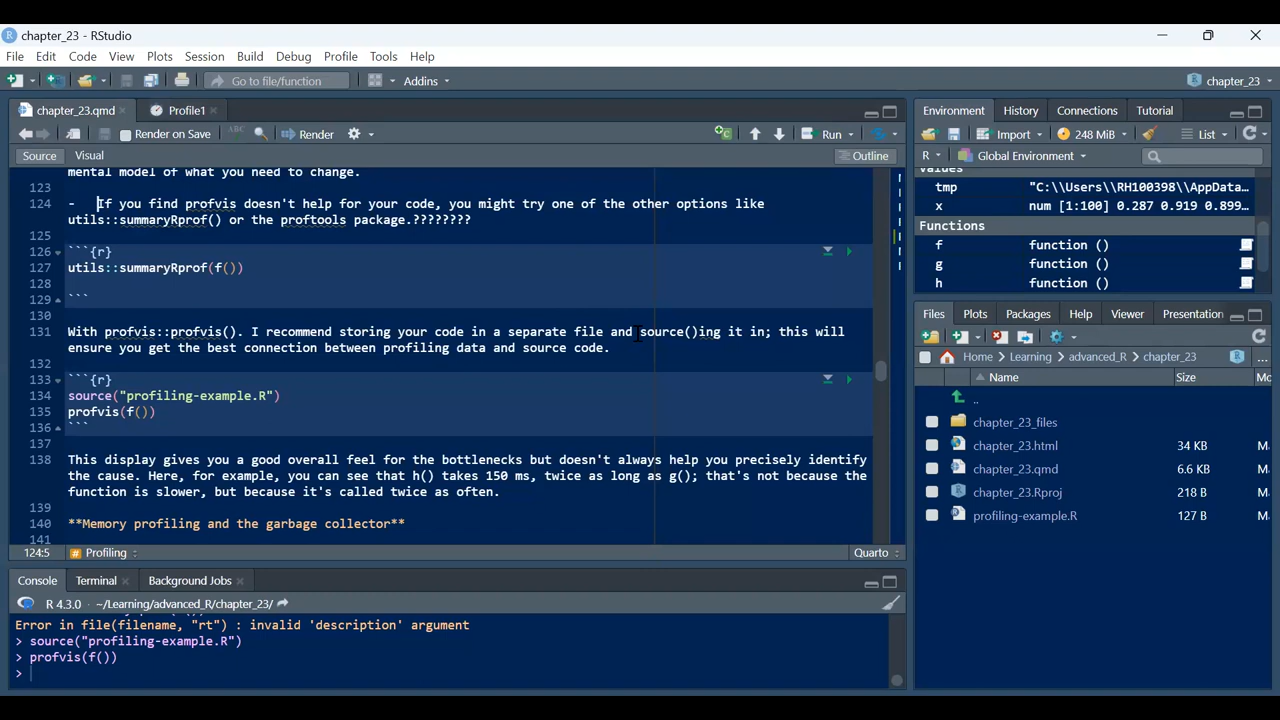 chapter_23 - RStudio
File Edit Code View Plots Session Build Debug Profile Tools Help
Go to file/function Addins chapter_23
chapter_23.qmd Profile1
Render on Save ABC Render Run
Source Visual Outline
mental model of what you need to change.
123
124 - If you find profvis doesn't help for your code, you might try one of the other options like
utils::summaryRprof() or the proftools package.????????
125
126 ```{r}
127 utils::summaryRprof(f())
128
129 ```
130
131 With profvis::profvis(). I recommend storing your code in a separate file and source()ing it in; this will
ensure you get the best connection between profiling data and source code.
132
133 ```{r}
134 source("profiling-example.R")
135 profvis(f())
136 ```
137
138 This display gives you a good overall feel for the bottlenecks but doesn't always help you precisely identify
the cause. Here, for example, you can see that h() takes 150 ms, twice as long as g(); that's not because the
function is slower, but because it's called twice as often.
139
140 **Memory profiling and the garbage collector**
141
124:5 # Profiling Quarto
Console Terminal Background Jobs
R 4.3.0 · ~/Learning/advanced_R/chapter_23/
Error in file(filename, "rt") : invalid 'description' argument
> source("profiling-example.R")
> profvis(f())
>
Environment History Connections Tutorial
Import 248 MiB List
R Global Environment
Values
tmp "C:\\Users\\RH100398\\AppData…
x num [1:100] 0.287 0.919 0.899…
Functions
f function ()
g function ()
h function ()
Files Plots Packages Help Viewer Presentation
Home Learning advanced_R chapter_23 ...
Name Size M
..
chapter_23_files
chapter_23.html 34 KB M
chapter_23.qmd 6.6 KB M
chapter_23.Rproj 218 B M
profiling-example.R 127 B M